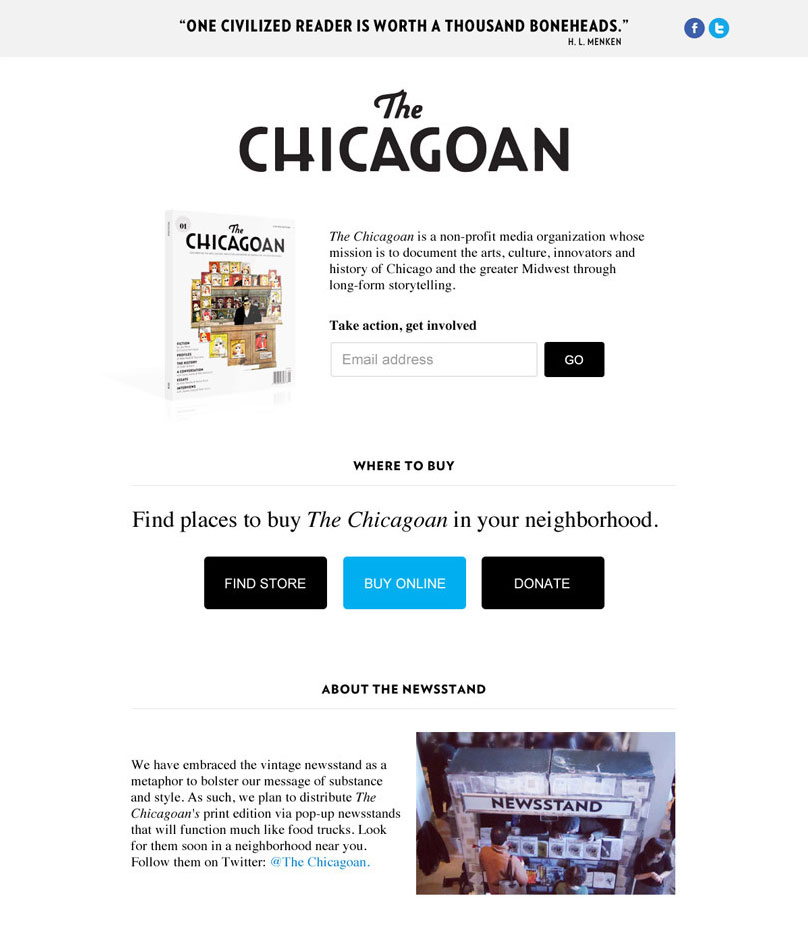 “ONE CIVILIZED READER IS WORTH A THOUSAND BONEHEADS.”
H. L. MENKEN
The
CHICAGOAN
01
The
CHICAGOAN
FICTION
PROFILES
THE HISTORY
A CONVERSATION
ESSAYS
INTERVIEWS
The Chicagoan is a non-profit media organization whose
mission is to document the arts, culture, innovators and
history of Chicago and the greater Midwest through
long-form storytelling.
Take action, get involved
Email address
GO
WHERE TO BUY
Find places to buy The Chicagoan in your neighborhood.
FIND STORE
BUY ONLINE
DONATE
ABOUT THE NEWSSTAND
We have embraced the vintage newsstand as a
metaphor to bolster our message of substance
and style. As such, we plan to distribute The
Chicagoan's print edition via pop-up newsstands
that will function much like food trucks. Look
for them soon in a neighborhood near you.
Follow them on Twitter: @The Chicagoan.
NEWSSTAND